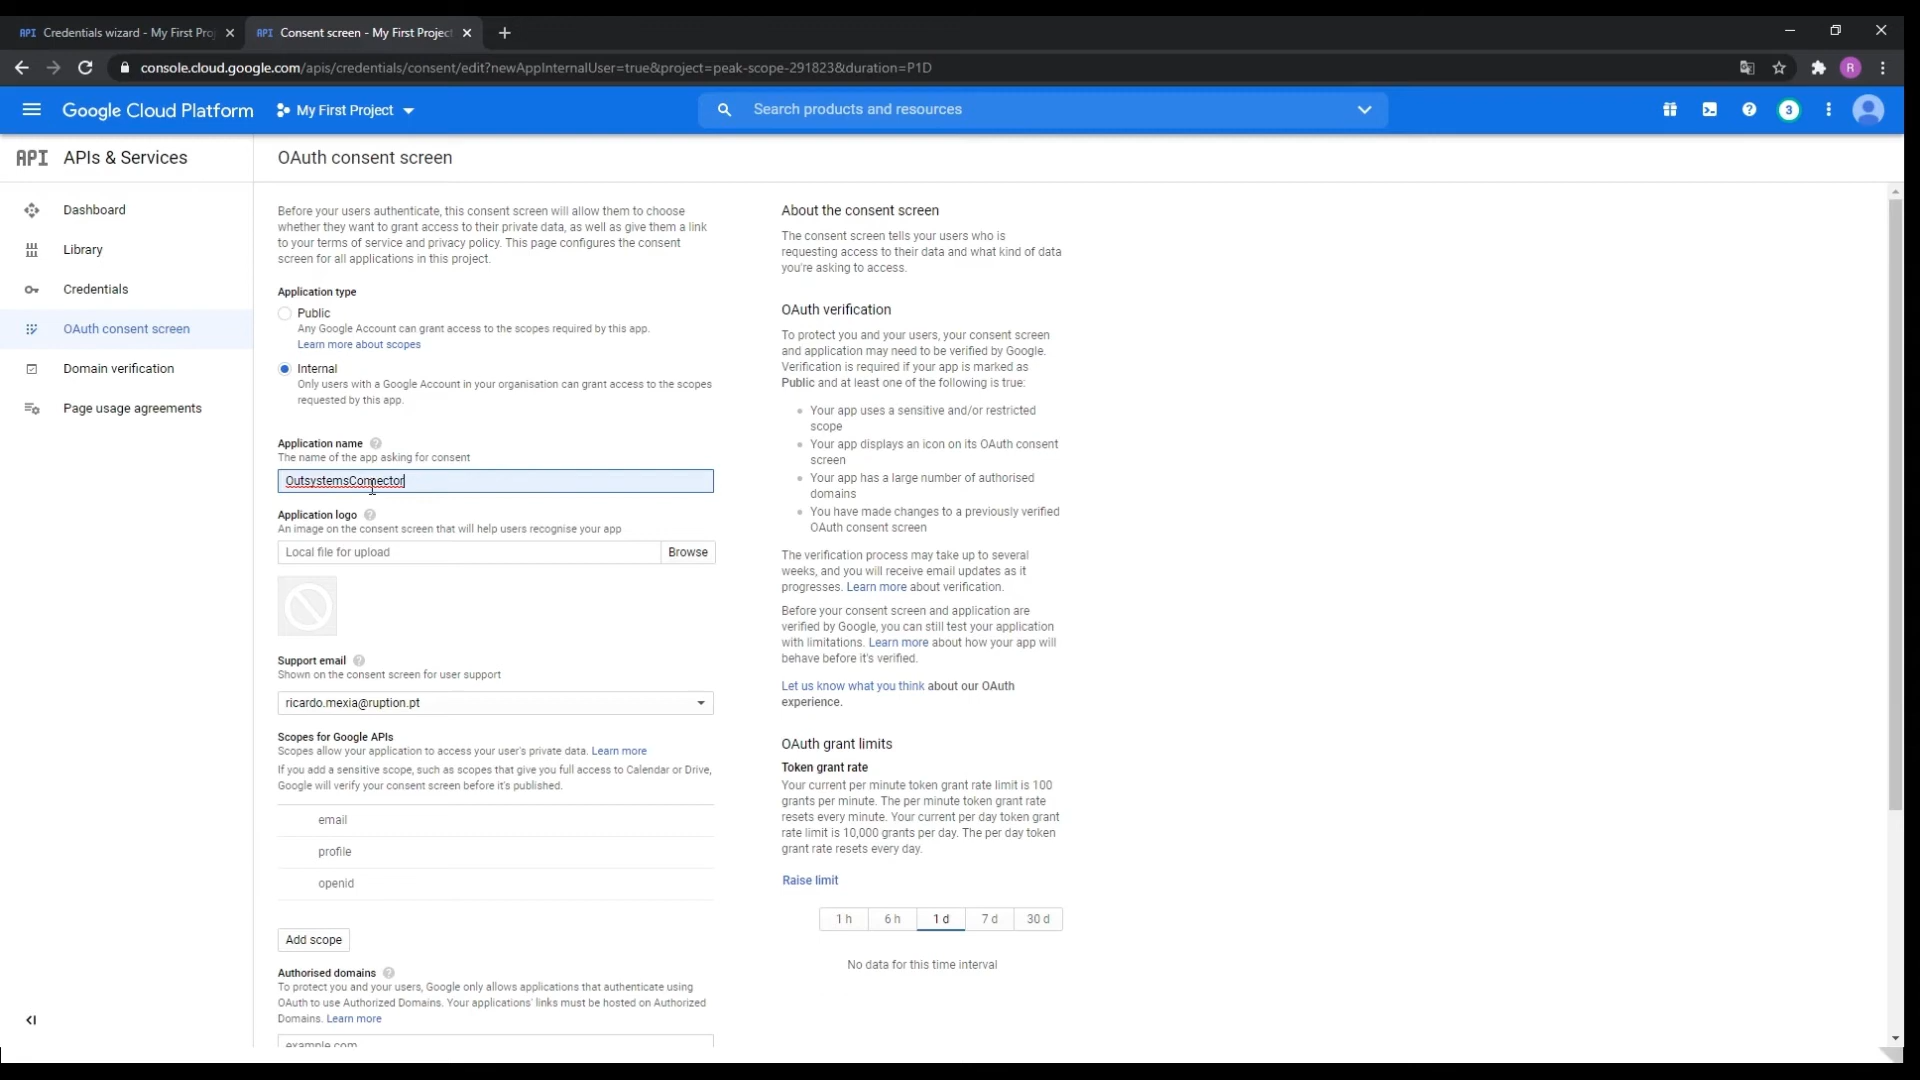 API Credentials wizard - My First Pro
API Consent screen - My First Project
console.cloud.google.com/apis/credentials/consent/edit?newAppInternalUser=true&project=peak-scope-291823&duration=P1D
R
Google Cloud Platform
My First Project
Search products and resources
3
API APIs & Services
OAuth consent screen
Dashboard
Library
Credentials
OAuth consent screen
Domain verification
Page usage agreements
Before your users authenticate, this consent screen will allow them to choose
whether they want to grant access to their private data, as well as give them a link
to your terms of service and privacy policy. This page configures the consent
screen for all applications in this project.
Application type
Public
Any Google Account can grant access to the scopes required by this app.
Learn more about scopes
Internal
Only users with a Google Account in your organisation can grant access to the scopes
requested by this app.
Application name
The name of the app asking for consent
OutsystemsConnector
Application logo
An image on the consent screen that will help users recognise your app
Local file for upload
Browse
Support email
Shown on the consent screen for user support
ricardo.mexia@ruption.pt
Scopes for Google APIs
Scopes allow your application to access your user's private data. Learn more
If you add a sensitive scope, such as scopes that give you full access to Calendar or Drive,
Google will verify your consent screen before it's published.
email
profile
openid
Add scope
Authorised domains
To protect you and your users, Google only allows applications that authenticate using
OAuth to use Authorized Domains. Your applications' links must be hosted on Authorized
Domains. Learn more
example.com
About the consent screen
The consent screen tells your users who is
requesting access to their data and what kind of data
you're asking to access.
OAuth verification
To protect you and your users, your consent screen
and application may need to be verified by Google.
Verification is required if your app is marked as
Public and at least one of the following is true:
Your app uses a sensitive and/or restricted
scope
Your app displays an icon on its OAuth consent
screen
Your app has a large number of authorised
domains
You have made changes to a previously verified
OAuth consent screen
The verification process may take up to several
weeks, and you will receive email updates as it
progresses. Learn more about verification.
Before your consent screen and application are
verified by Google, you can still test your application
with limitations. Learn more about how your app will
behave before it's verified.
Let us know what you think about our OAuth
experience.
OAuth grant limits
Token grant rate
Your current per minute token grant rate limit is 100
grants per minute. The per minute token grant rate
resets every minute. Your current per day token grant
rate limit is 10,000 grants per day. The per day token
grant rate resets every day.
Raise limit
1 h 6 h 1 d 7 d 30 d
No data for this time interval